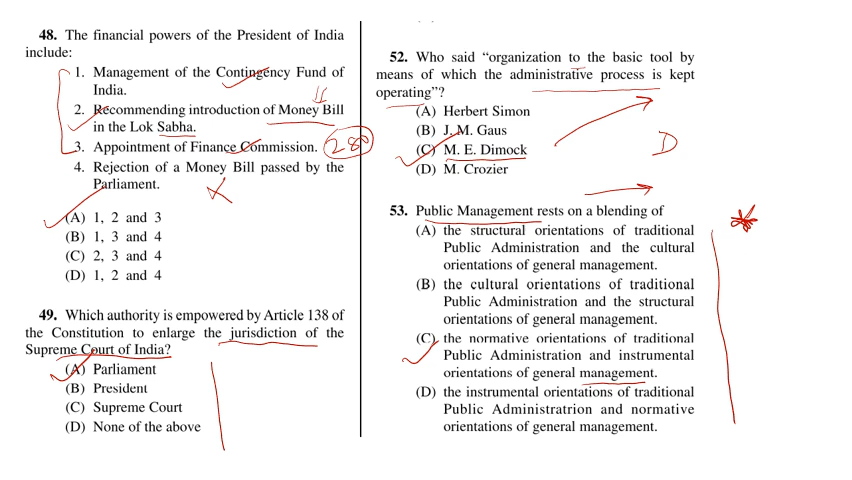 48. The financial powers of the President of India
include:
1. Management of the Contingency Fund of
India.
2. Recommending introduction of Money Bill
in the Lok Sabha.
3. Appointment of Finance Commission. 280
4. Rejection of a Money Bill passed by the
Parliament.
(A) 1, 2 and 3
(B) 1, 3 and 4
(C) 2, 3 and 4
(D) 1, 2 and 4
49. Which authority is empowered by Article 138 of
the Constitution to enlarge the jurisdiction of the
Supreme Court of India?
(A) Parliament
(B) President
(C) Supreme Court
(D) None of the above
52. Who said “organization to the basic tool by
means of which the administrative process is kept
operating”?
(A) Herbert Simon
(B) J. M. Gaus
(C) M. E. Dimock
(D) M. Crozier
D
53. Public Management rests on a blending of
(A) the structural orientations of traditional
Public Administration and the cultural
orientations of general management.
(B) the cultural orientations of traditional
Public Administration and the structural
orientations of general management.
(C) the normative orientations of traditional
Public Administration and instrumental
orientations of general management.
(D) the instrumental orientations of traditional
Public Administratrition and normative
orientations of general management.